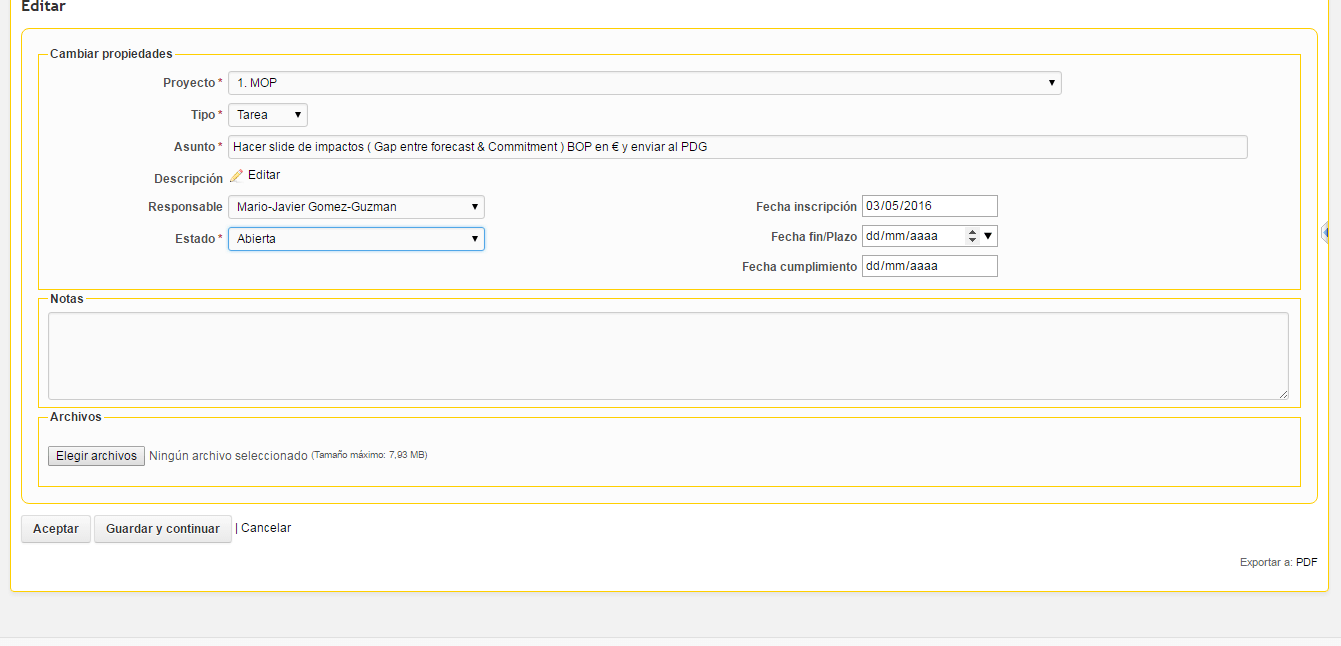 Editar
Cambiar propiedades
Proyecto * 1. MOP
Tipo * Tarea
Asunto * Hacer slide de impactos ( Gap entre forecast & Commitment ) BOP en € y enviar al PDG
Descripción Editar
Responsable Mario-Javier Gomez-Guzman Fecha inscripción 03/05/2016
Estado * Abierta Fecha fin/Plazo dd/mm/aaaa
Fecha cumplimiento dd/mm/aaaa
Notas
Archivos
Elegir archivos Ningún archivo seleccionado (Tamaño máximo: 7,93 MB)
Aceptar Guardar y continuar | Cancelar
Exportar a: PDF